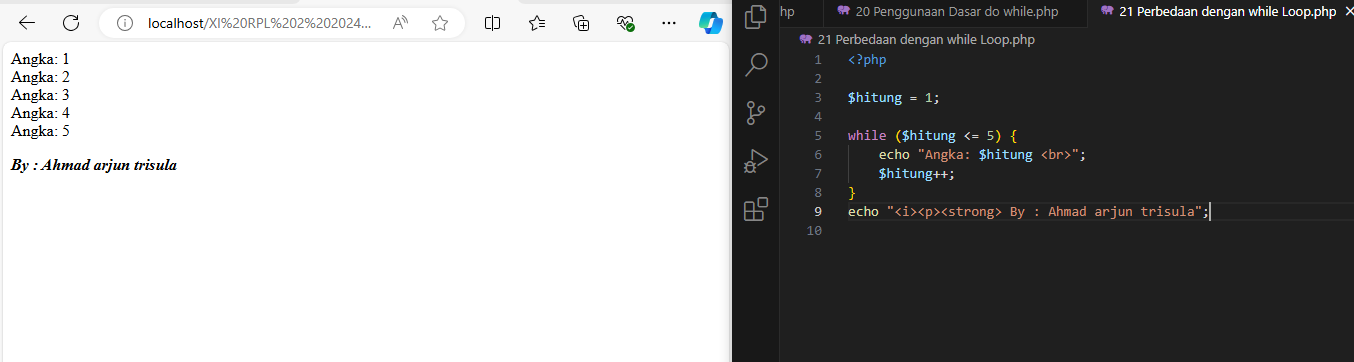 localhost/XI%20RPL%202%202024...
Angka: 1
Angka: 2
Angka: 3
Angka: 4
Angka: 5
By : Ahmad arjun trisula
hp
20 Penggunaan Dasar do while.php
21 Perbedaan dengan while Loop.php
21 Perbedaan dengan while Loop.php
1 <?php
2
3 $hitung = 1;
4
5 while ($hitung <= 5) {
6 echo "Angka: $hitung <br>";
7 $hitung++;
8 }
9 echo "<i><p><strong> By : Ahmad arjun trisula";
10